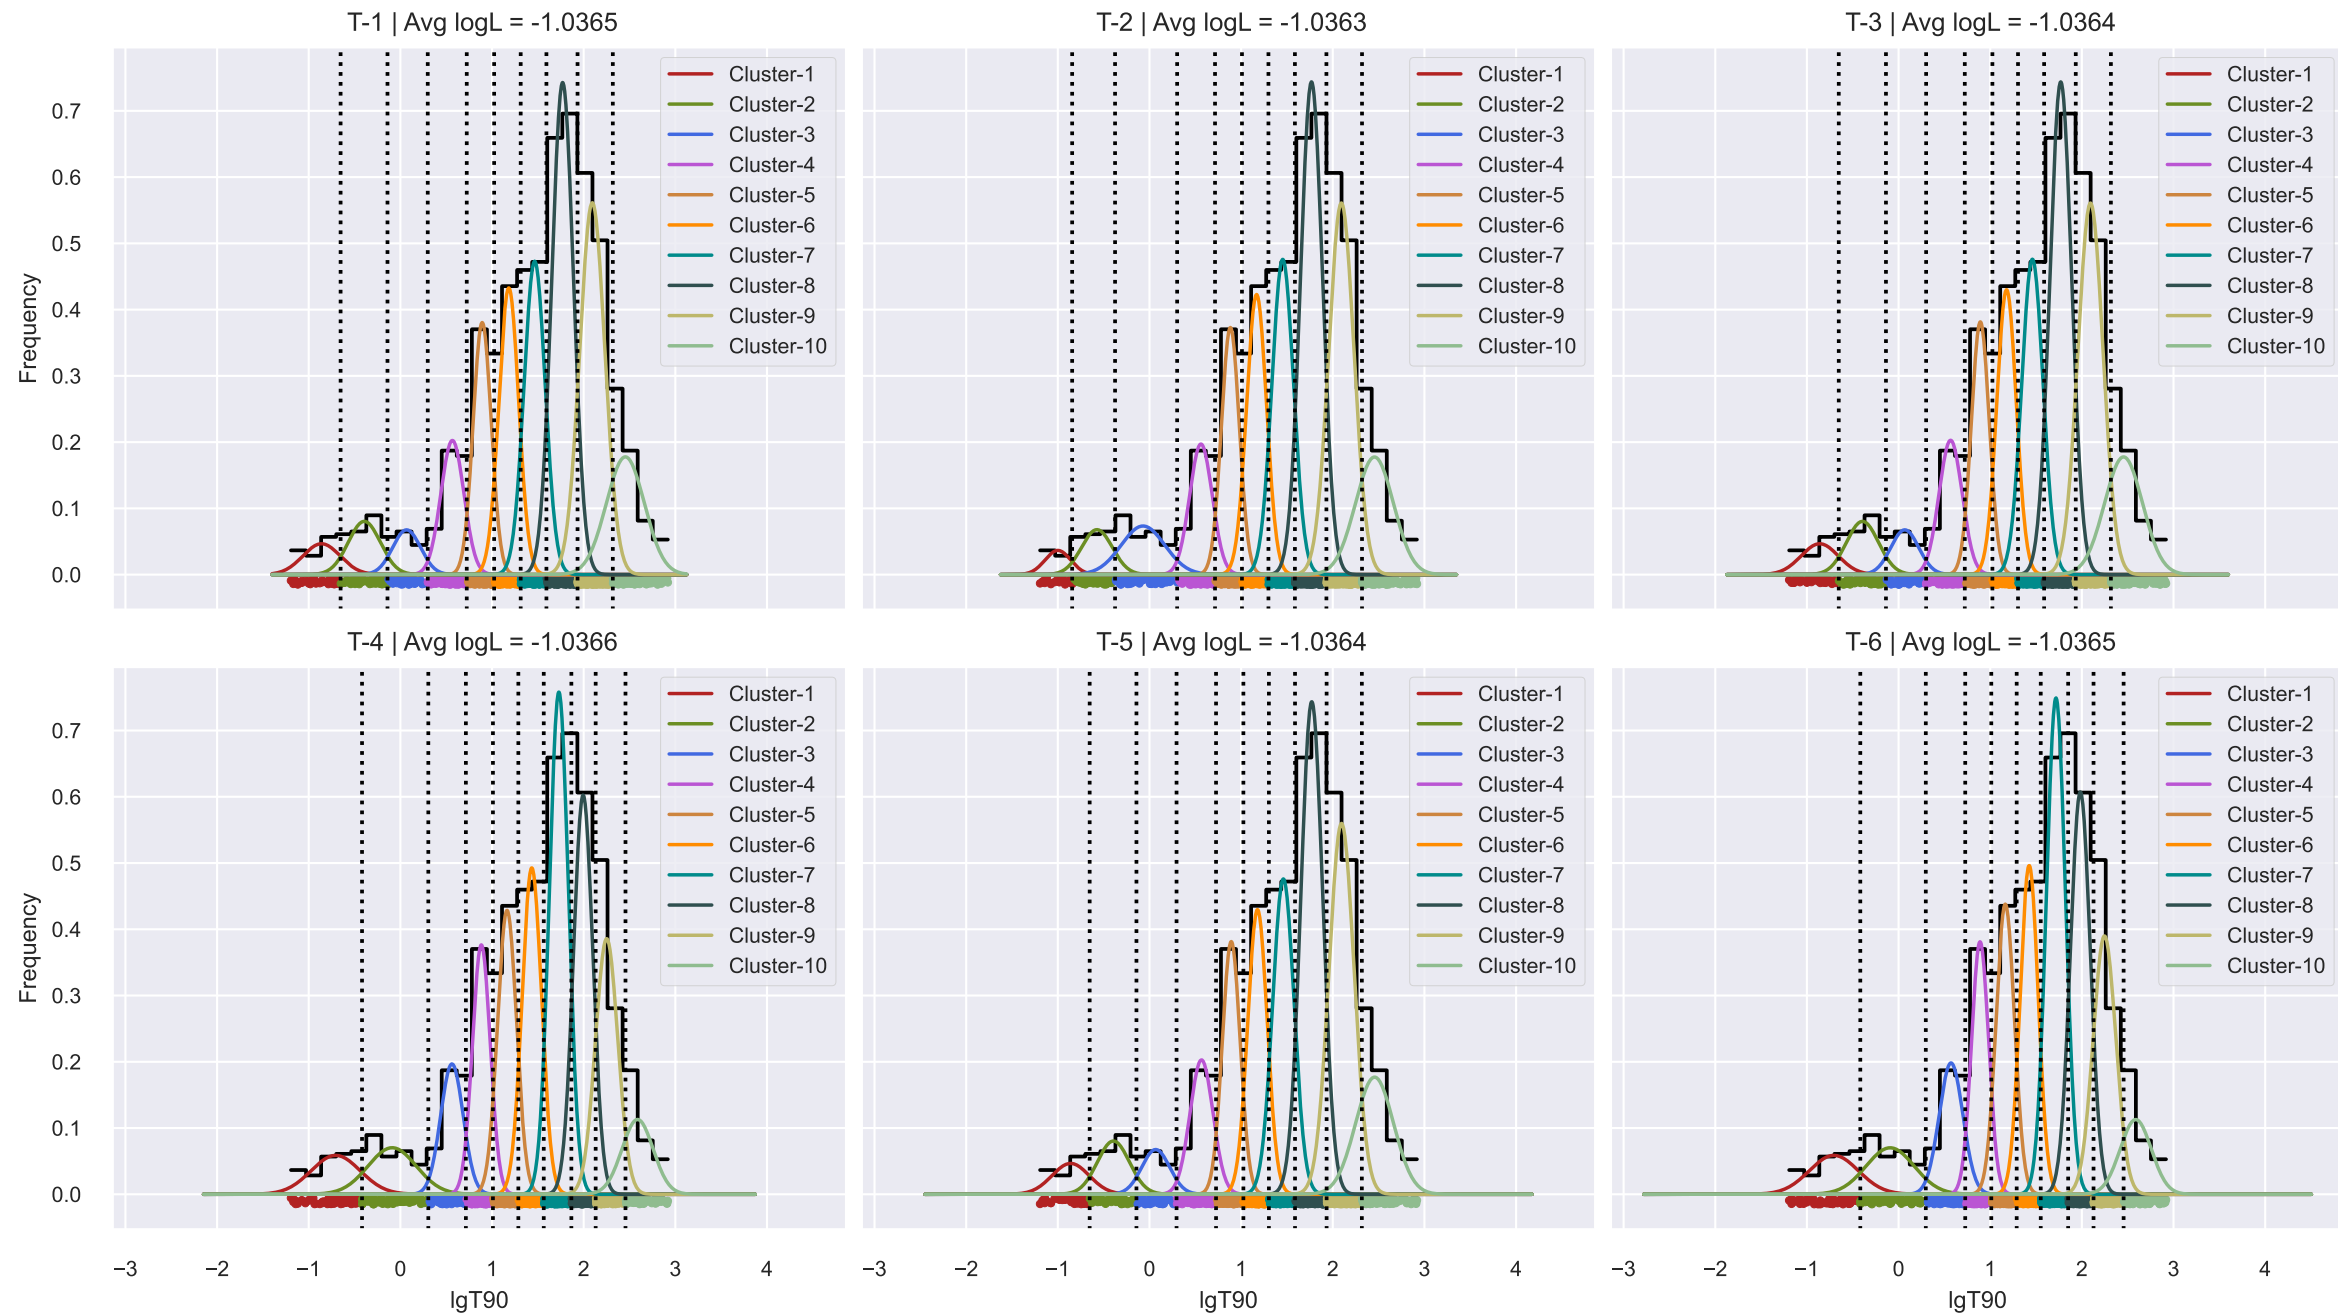 T-1 | Avg logL = -1.0365
T-2 | Avg logL = -1.0363
T-3 | Avg logL = -1.0364
Frequency
0.7
0.6
0.5
0.4
0.3
0.2
0.1
0.0
Cluster-1
Cluster-2
Cluster-3
Cluster-4
Cluster-5
Cluster-6
Cluster-7
Cluster-8
Cluster-9
Cluster-10
Cluster-1
Cluster-2
Cluster-3
Cluster-4
Cluster-5
Cluster-6
Cluster-7
Cluster-8
Cluster-9
Cluster-10
Cluster-1
Cluster-2
Cluster-3
Cluster-4
Cluster-5
Cluster-6
Cluster-7
Cluster-8
Cluster-9
Cluster-10
T-4 | Avg logL = -1.0366
T-5 | Avg logL = -1.0364
T-6 | Avg logL = -1.0365
Frequency
0.7
0.6
0.5
0.4
0.3
0.2
0.1
0.0
Cluster-1
Cluster-2
Cluster-3
Cluster-4
Cluster-5
Cluster-6
Cluster-7
Cluster-8
Cluster-9
Cluster-10
Cluster-1
Cluster-2
Cluster-3
Cluster-4
Cluster-5
Cluster-6
Cluster-7
Cluster-8
Cluster-9
Cluster-10
Cluster-1
Cluster-2
Cluster-3
Cluster-4
Cluster-5
Cluster-6
Cluster-7
Cluster-8
Cluster-9
Cluster-10
−3 −2 −1 0 1 2 3 4
−3 −2 −1 0 1 2 3 4
−3 −2 −1 0 1 2 3 4
lgT90
lgT90
lgT90